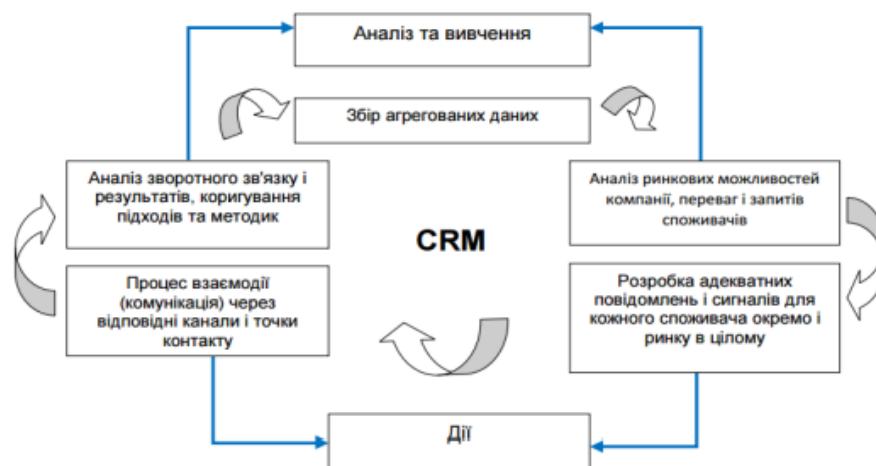 Аналіз та вивчення
Збір агрегованих даних
Аналіз зворотного зв'язку і
результатів, коригування
підходів та методик
Аналіз ринкових можливостей
компанії, переваг і запитів
споживачів
CRM
Процес взаємодії
(комунікація) через
відповідні канали і точки
контакту
Розробка адекватних
повідомлень і сигналів для
кожного споживача окремо і
ринку в цілому
Дії